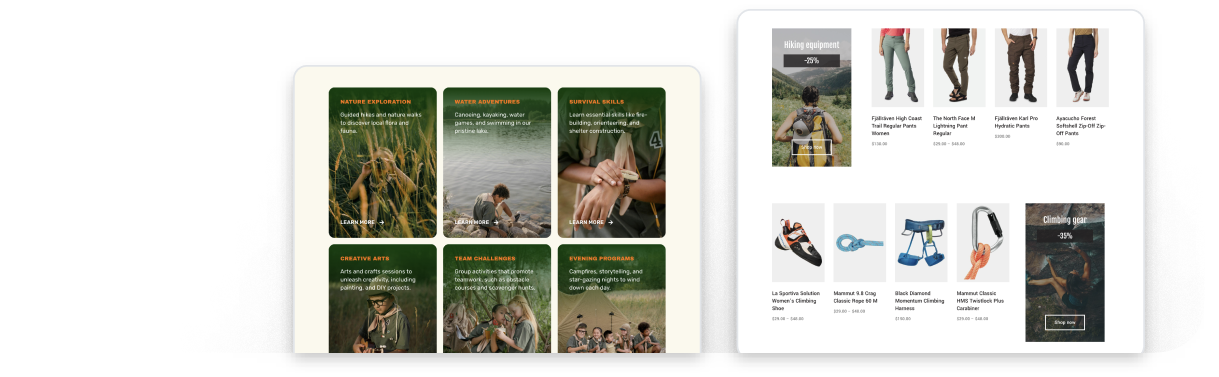 NATURE EXPLORATION
Guided hikes and nature walks
to discover local flora and
fauna.
LEARN MORE →
WATER ADVENTURES
Canoeing, kayaking, water
games, and swimming in our
pristine lake.
LEARN MORE →
SURVIVAL SKILLS
Learn essential skills like fire-
building, orienteering, and
shelter construction.
4
LEARN MORE →
CREATIVE ARTS
Arts and crafts sessions to
unleash creativity, including
painting, and DIY projects.
TEAM CHALLENGES
Group activities that promote
teamwork, such as obstacle
courses and scavenger hunts.
EVENING PROGRAMS
Campfires, storytelling, and
star-gazing nights to wind
down each day.
Hiking equipment
-25%
Shop now
Fjällräven High Coast
Trail Regular Pants
Women
$130.00
The North Face M
Lightning Pant
Regular
$29.00 – $48.00
Fjällräven Karl Pro
Hydratic Pants
$300.00
Ayacucho Forest
Softshell Zip-Off Zip-
Off Pants
$90.00
La Sportiva Solution
Women's Climbing
Shoe
$29.00 – $48.00
Mammut 9.8 Crag
Classic Rope 60 M
$29.00 – $48.00
Black Diamond
Momentum Climbing
Harness
$150.00
Mammut Classic
HMS Twistlock Plus
Carabiner
$29.00 – $48.00
Climbing gear
-35%
Shop now